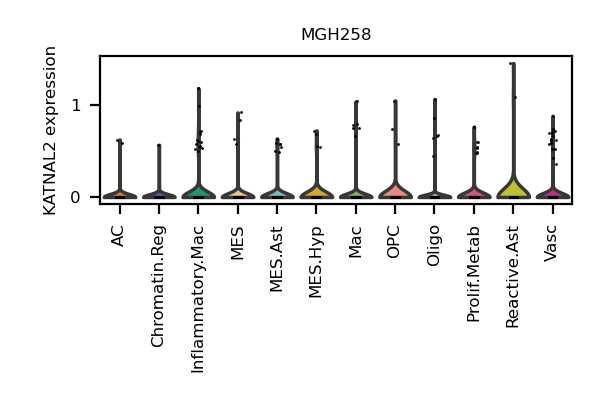 MGH258
KATNAL2 expression
1
0
AC
Chromatin.Reg
Inflammatory.Mac
MES
MES.Ast
MES.Hyp
Mac
OPC
Oligo
Prolif.Metab
Reactive.Ast
Vasc